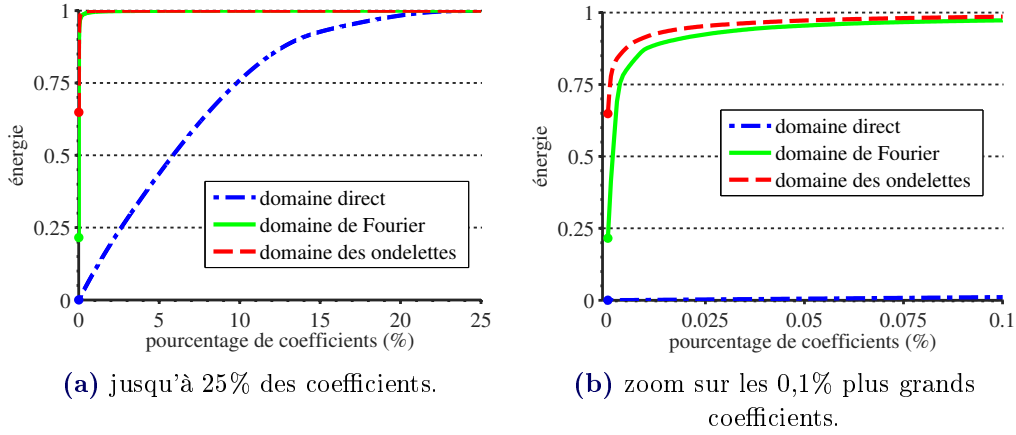 1
0.75
0.5
0.25
0
énergie
domaine direct
domaine de Fourier
domaine des ondelettes
0 5 10 15 20 25
pourcentage de coefficients (%)
(a) jusqu'à 25% des coefficients.
1
0.75
0.5
0.25
0
énergie
domaine direct
domaine de Fourier
domaine des ondelettes
0 0.025 0.05 0.075 0.1
pourcentage de coefficients (%)
(b) zoom sur les 0,1% plus grands
coefficients.